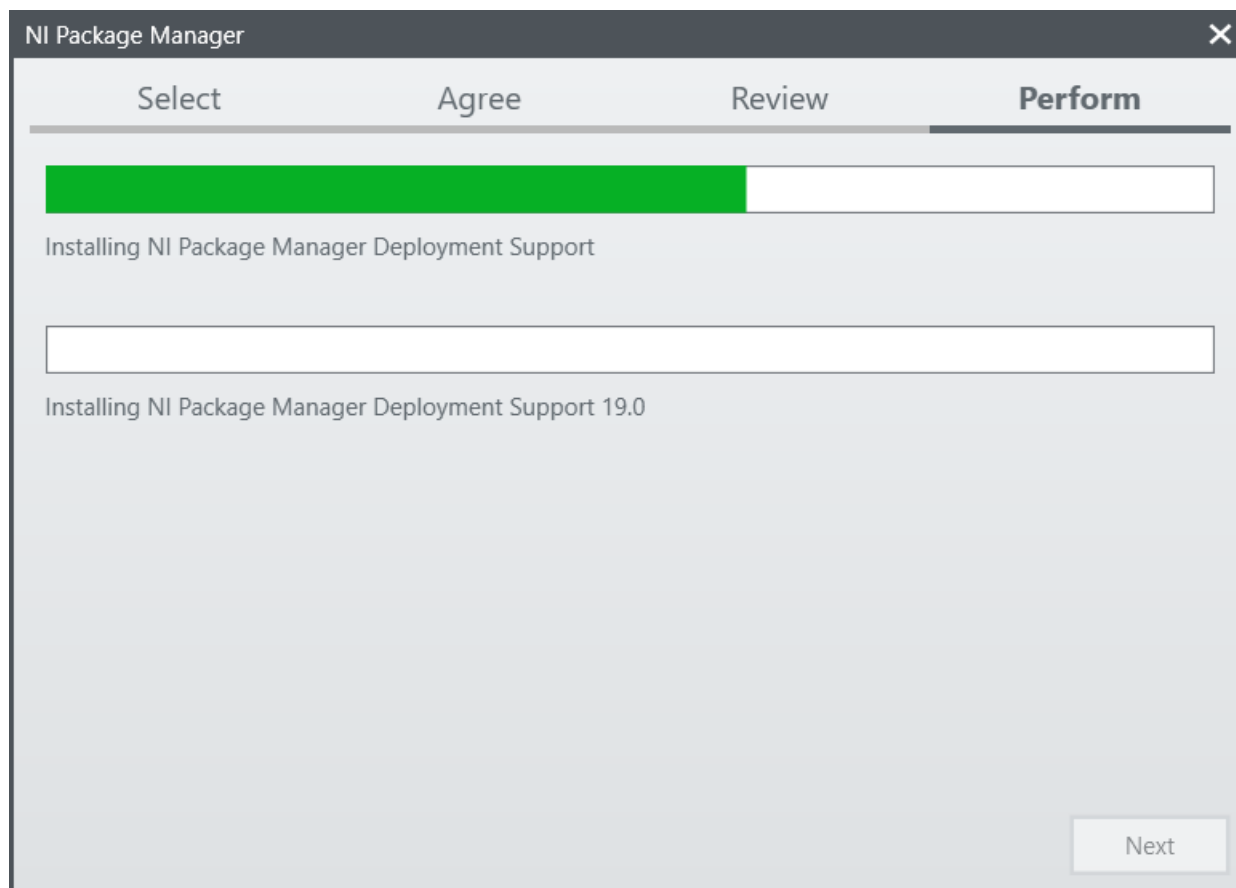 NI Package Manager
Select Agree Review Perform
Installing NI Package Manager Deployment Support
Installing NI Package Manager Deployment Support 19.0
Next